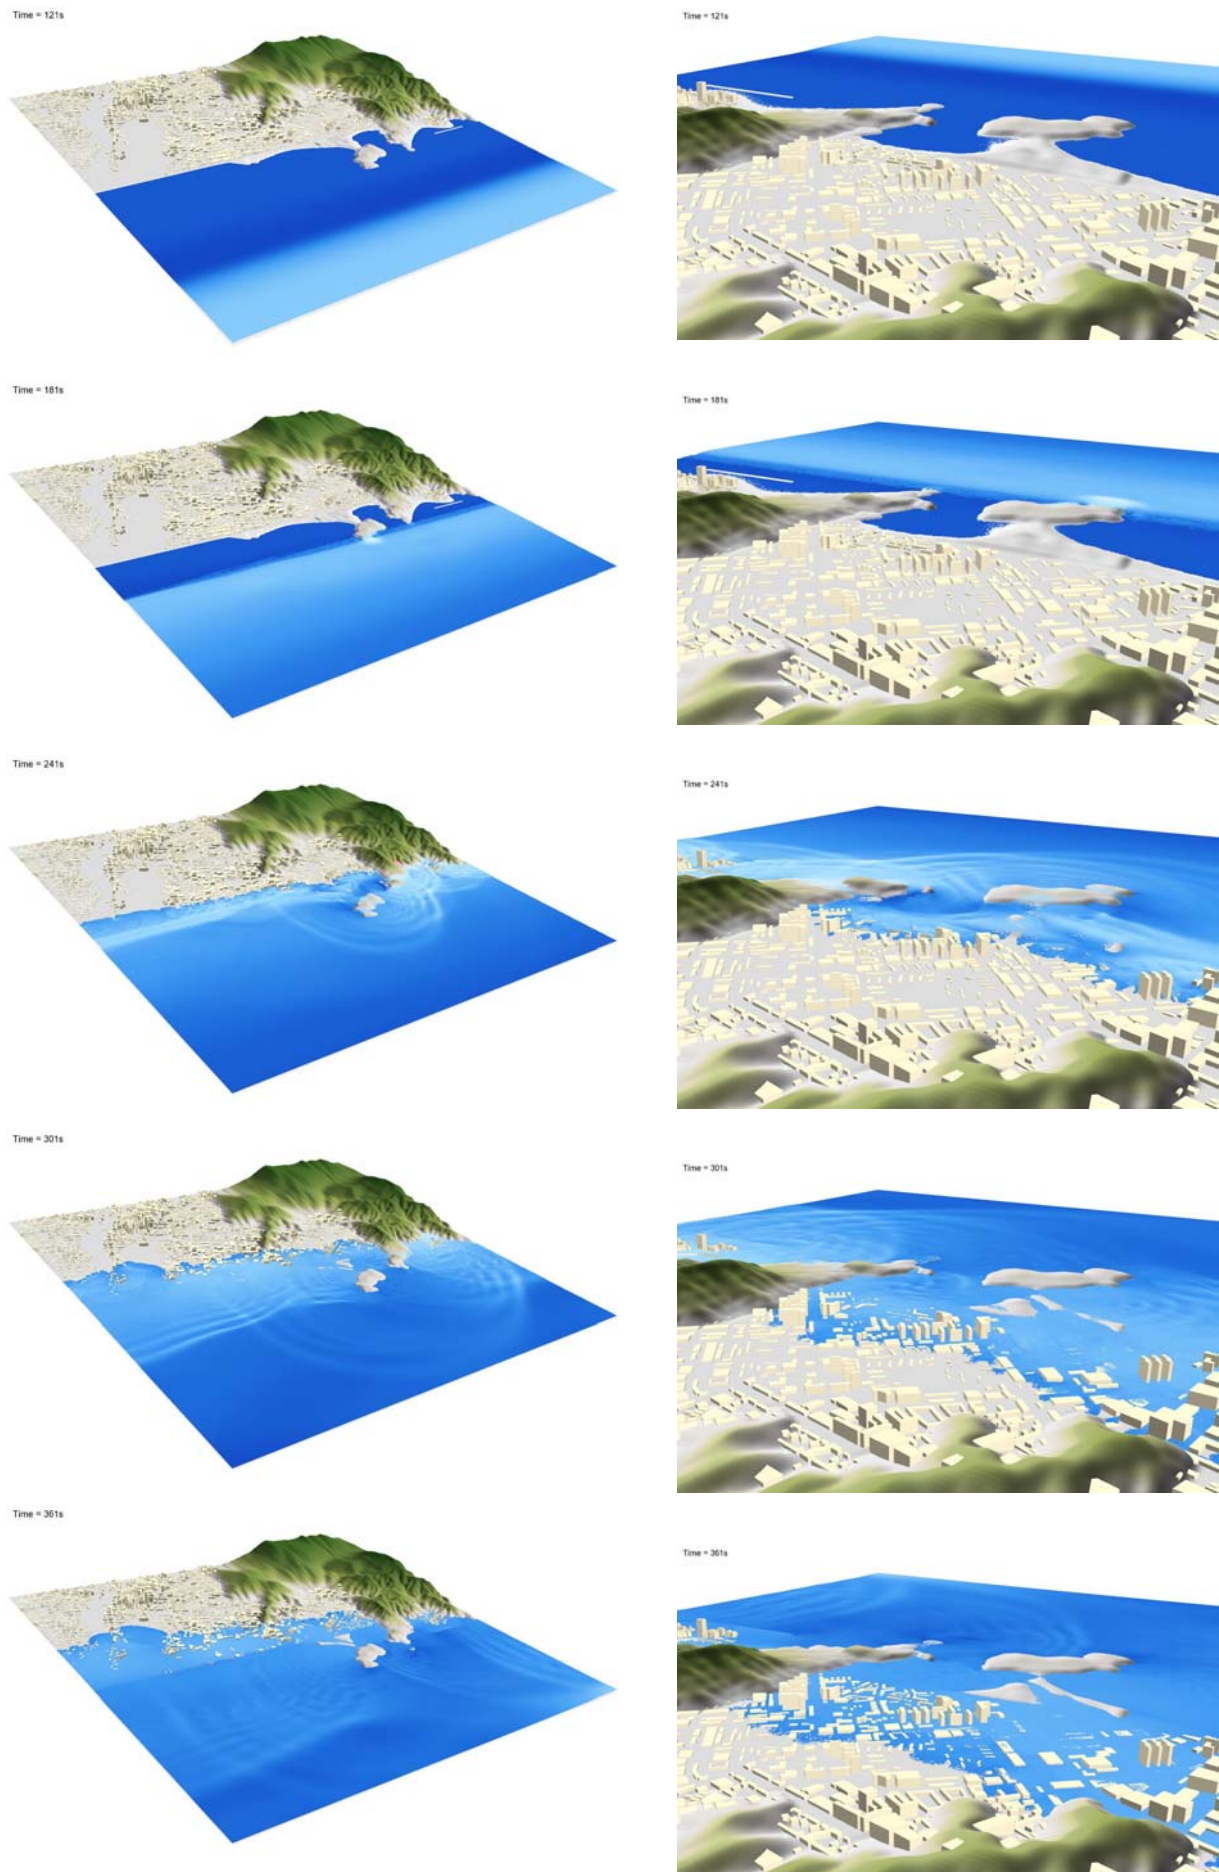 Time = 121s
Time = 121s
Time = 181s
Time = 181s
Time = 241s
Time = 241s
Time = 301s
Time = 301s
Time = 361s
Time = 361s